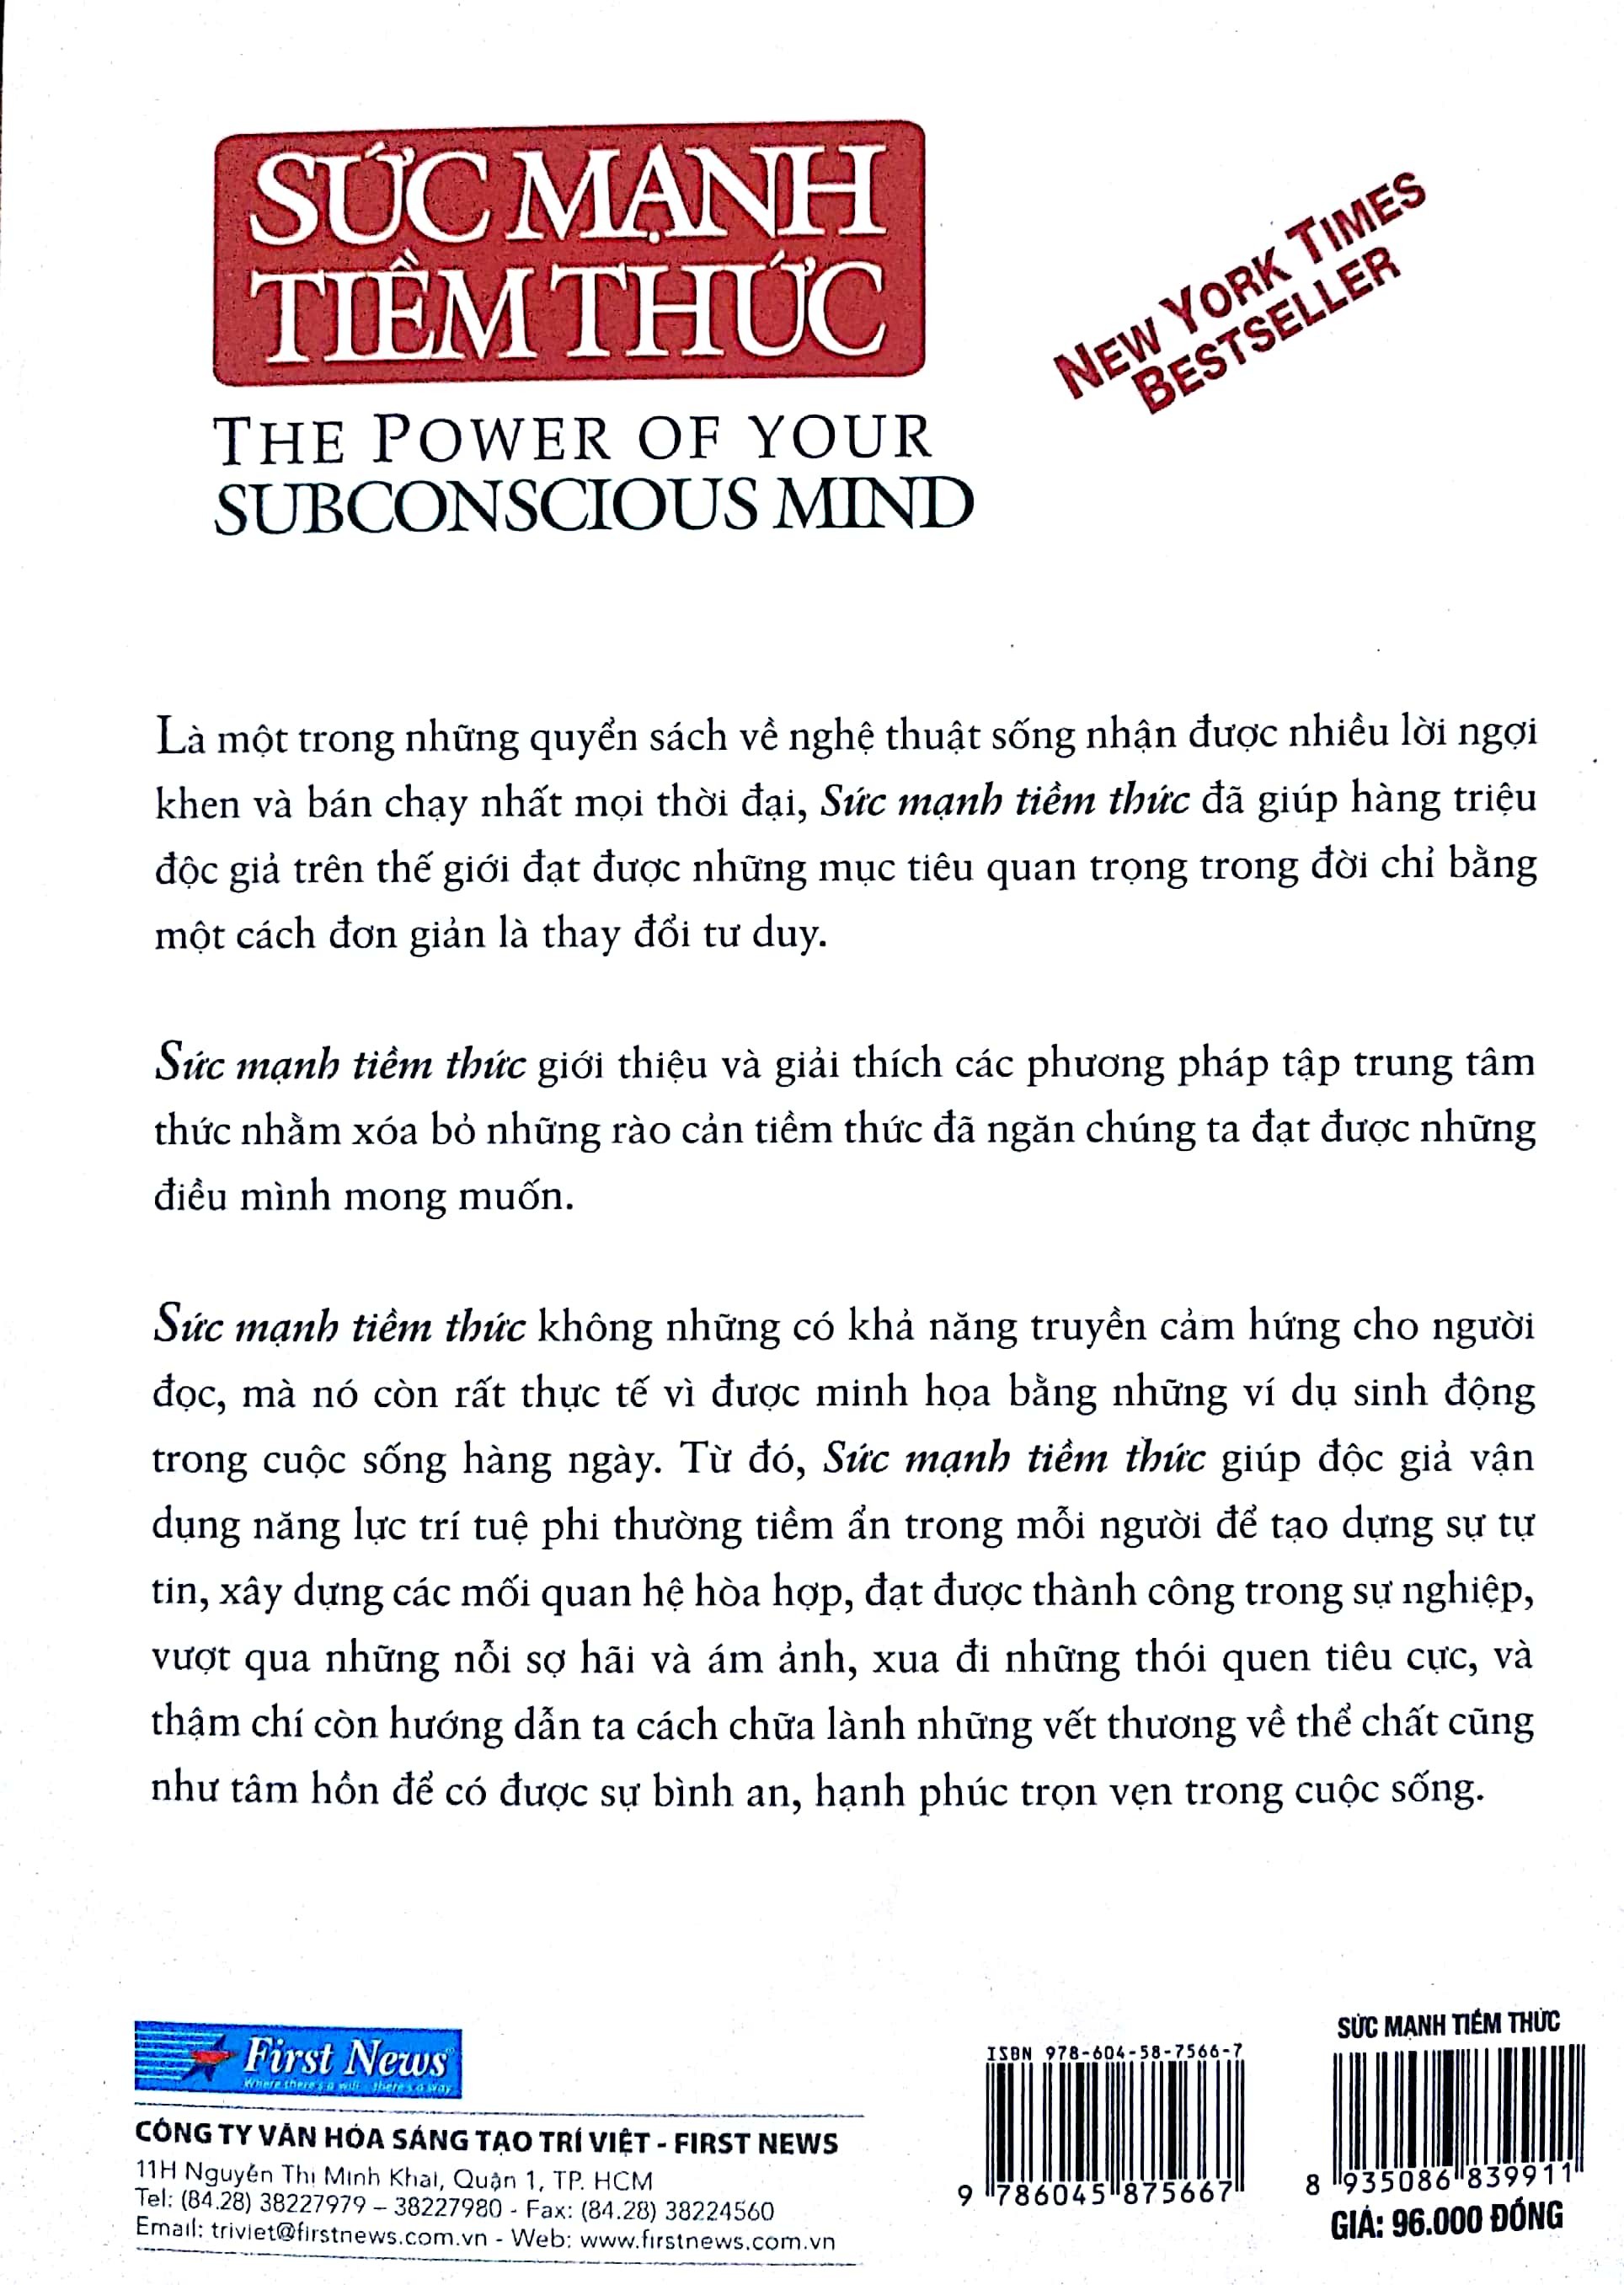 SỨC MẠNH
TIỀM THỨC
NEW YORK TIMES
BESTSELLER
THE POWER OF YOUR
SUBCONSCIOUS MIND
Là một trong những quyển sách về nghệ thuật sống nhận được nhiều lời ngợi
khen và bán chạy nhất mọi thời đại, Sức mạnh tiềm thức đã giúp hàng triệu
độc giả trên thế giới đạt được những mục tiêu quan trọng trong đời chỉ bằng
một cách đơn giản là thay đổi tư duy.
Sức mạnh tiềm thức giới thiệu và giải thích các phương pháp tập trung tâm
thức nhằm xóa bỏ những rào cản tiềm thức đã ngăn chúng ta đạt được những
điều mình mong muốn.
Sức mạnh tiềm thức không những có khả năng truyền cảm hứng cho người
đọc, mà nó còn rất thực tế vì được minh họa bằng những ví dụ sinh động
trong cuộc sống hàng ngày. Từ đó, Sức mạnh tiềm thức giúp độc giả vận
dụng năng lực trí tuệ phi thường tiềm ẩn trong mỗi người để tạo dựng sự tự
tin, xây dựng các mối quan hệ hòa hợp, đạt được thành công trong sự nghiệp,
vượt qua những nỗi sợ hãi và ám ảnh, xua đi những thói quen tiêu cực, và
thậm chí còn hướng dẫn ta cách chữa lành những vết thương về thể chất cũng
như tâm hồn để có được sự bình an, hạnh phúc trọn vẹn trong cuộc sống.
First News
Where there's a will - there's a way
CÔNG TY VĂN HÓA SÁNG TẠO TRÍ VIỆT - FIRST NEWS
11H Nguyễn Thị Minh Khai, Quận 1, TP. HCM
Tel: (84.28) 38227979 – 38227980 - Fax: (84.28) 38224560
Email: triviet@firstnews.com.vn - Web: www.firstnews.com.vn
ISBN 978-604-58-7566-7
9 786045 875667
SỨC MẠNH TIỀM THỨC
8 935086 839911
GIÁ: 96.000 ĐỒNG